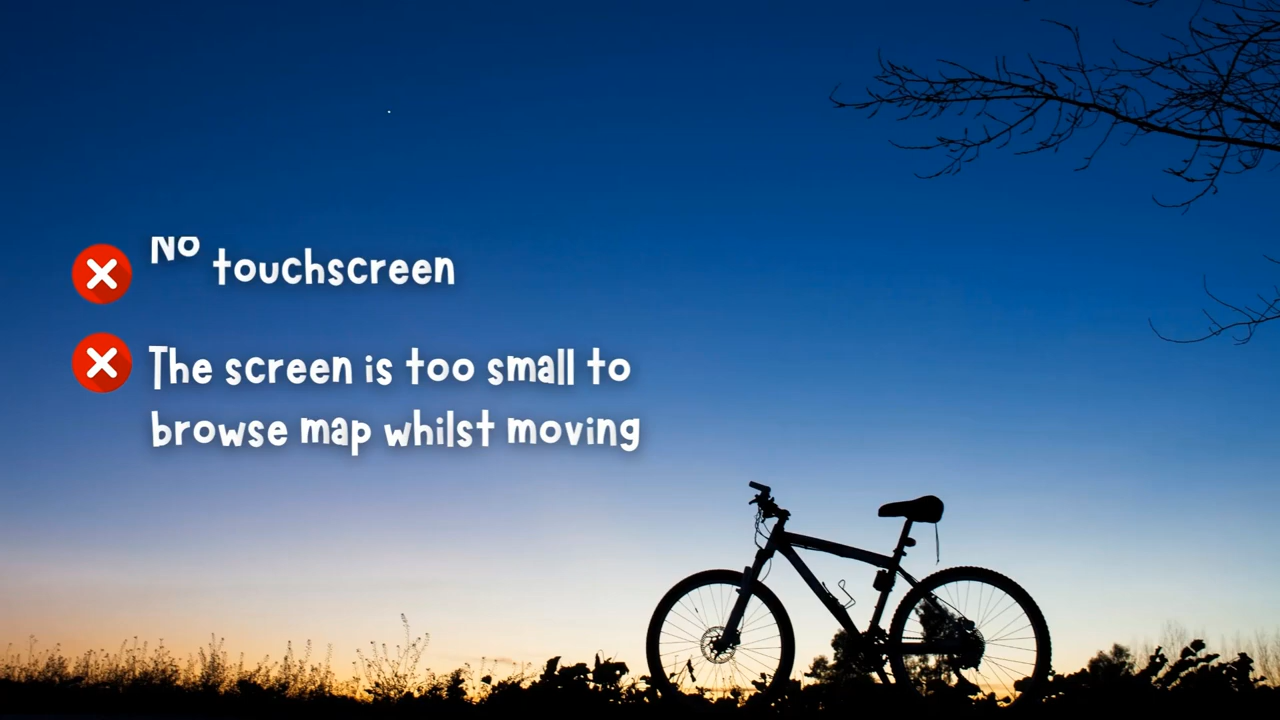 No touchscreen
The screen is too small to
browse map whilst moving